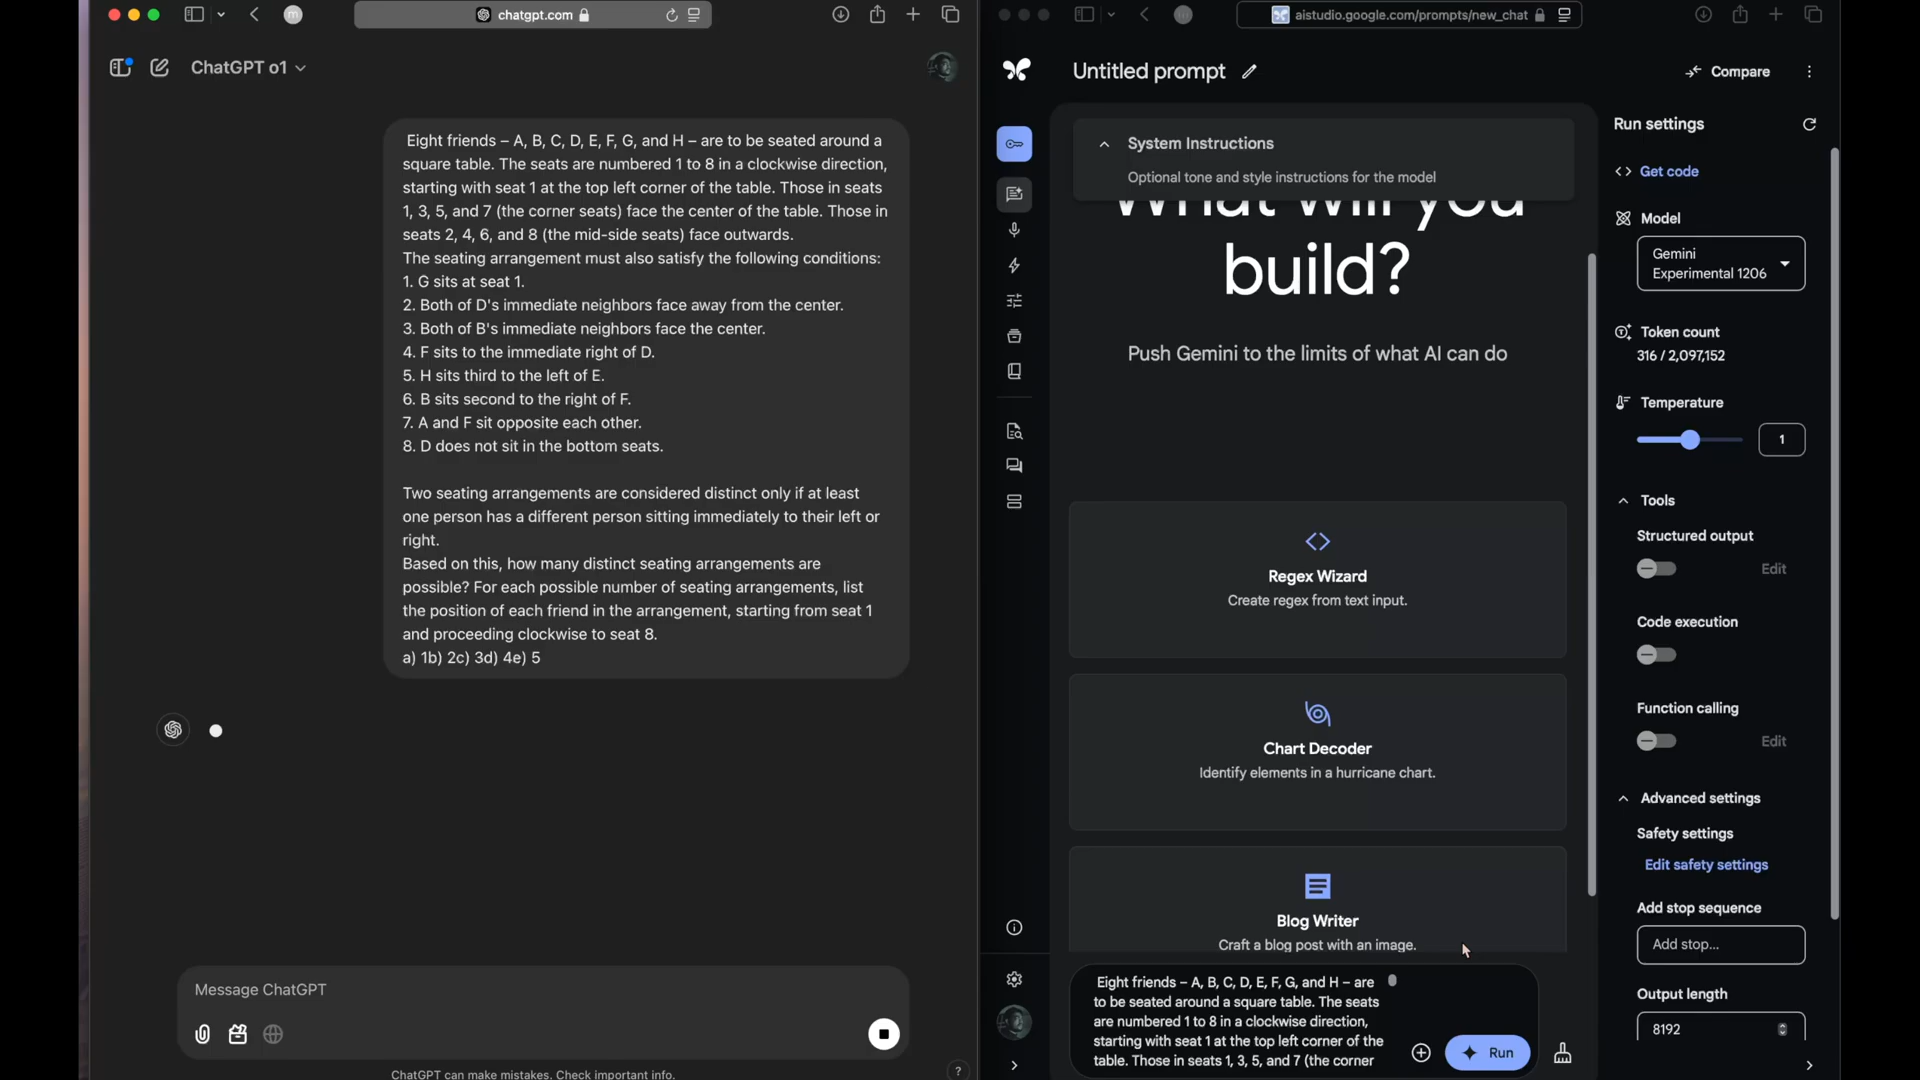 chatgpt.com
ChatGPT o1
Eight friends – A, B, C, D, E, F, G, and H – are to be seated around a
square table. The seats are numbered 1 to 8 in a clockwise direction,
starting with seat 1 at the top left corner of the table. Those in seats
1, 3, 5, and 7 (the corner seats) face the center of the table. Those in
seats 2, 4, 6, and 8 (the mid-side seats) face outwards.
The seating arrangement must also satisfy the following conditions:
1. G sits at seat 1.
2. Both of D's immediate neighbors face away from the center.
3. Both of B's immediate neighbors face the center.
4. F sits to the immediate right of D.
5. H sits third to the left of E.
6. B sits second to the right of F.
7. A and F sit opposite each other.
8. D does not sit in the bottom seats.
Two seating arrangements are considered distinct only if at least
one person has a different person sitting immediately to their left or
right.
Based on this, how many distinct seating arrangements are
possible? For each possible number of seating arrangements, list
the position of each friend in the arrangement, starting from seat 1
and proceeding clockwise to seat 8.
a) 1b) 2c) 3d) 4e) 5
Message ChatGPT
ChatGPT can make mistakes. Check important info.
?
aistudio.google.com/prompts/new_chat
Untitled prompt
Compare
System Instructions
Optional tone and style instructions for the model
What will you
build?
Push Gemini to the limits of what AI can do
Regex Wizard
Create regex from text input.
Chart Decoder
Identify elements in a hurricane chart.
Blog Writer
Craft a blog post with an image.
Eight friends – A, B, C, D, E, F, G, and H – are
to be seated around a square table. The seats
are numbered 1 to 8 in a clockwise direction,
starting with seat 1 at the top left corner of the
table. Those in seats 1, 3, 5, and 7 (the corner
Run
Run settings
Get code
Model
Gemini
Experimental 1206
Token count
316 / 2,097,152
Temperature
1
Tools
Structured output
Edit
Code execution
Function calling
Edit
Advanced settings
Safety settings
Edit safety settings
Add stop sequence
Add stop...
Output length
8192